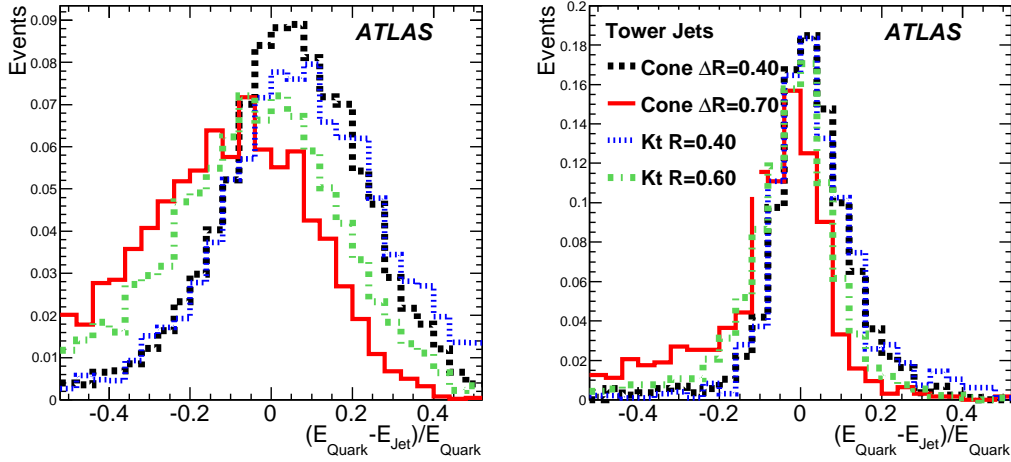 Events
0.09
0.08
0.07
0.06
0.05
0.04
0.03
0.02
0.01
0
ATLAS
-0.4 -0.2 0 0.2 0.4
(E_Quark-E_Jet)/E_Quark
Events
0.2
0.18
0.16
0.14
0.12
0.1
0.08
0.06
0.04
0.02
0
Tower Jets
ATLAS
Cone ΔR=0.40
Cone ΔR=0.70
Kt R=0.40
Kt R=0.60
-0.4 -0.2 0 0.2 0.4
(E_Quark-E_Jet)/E_Quark